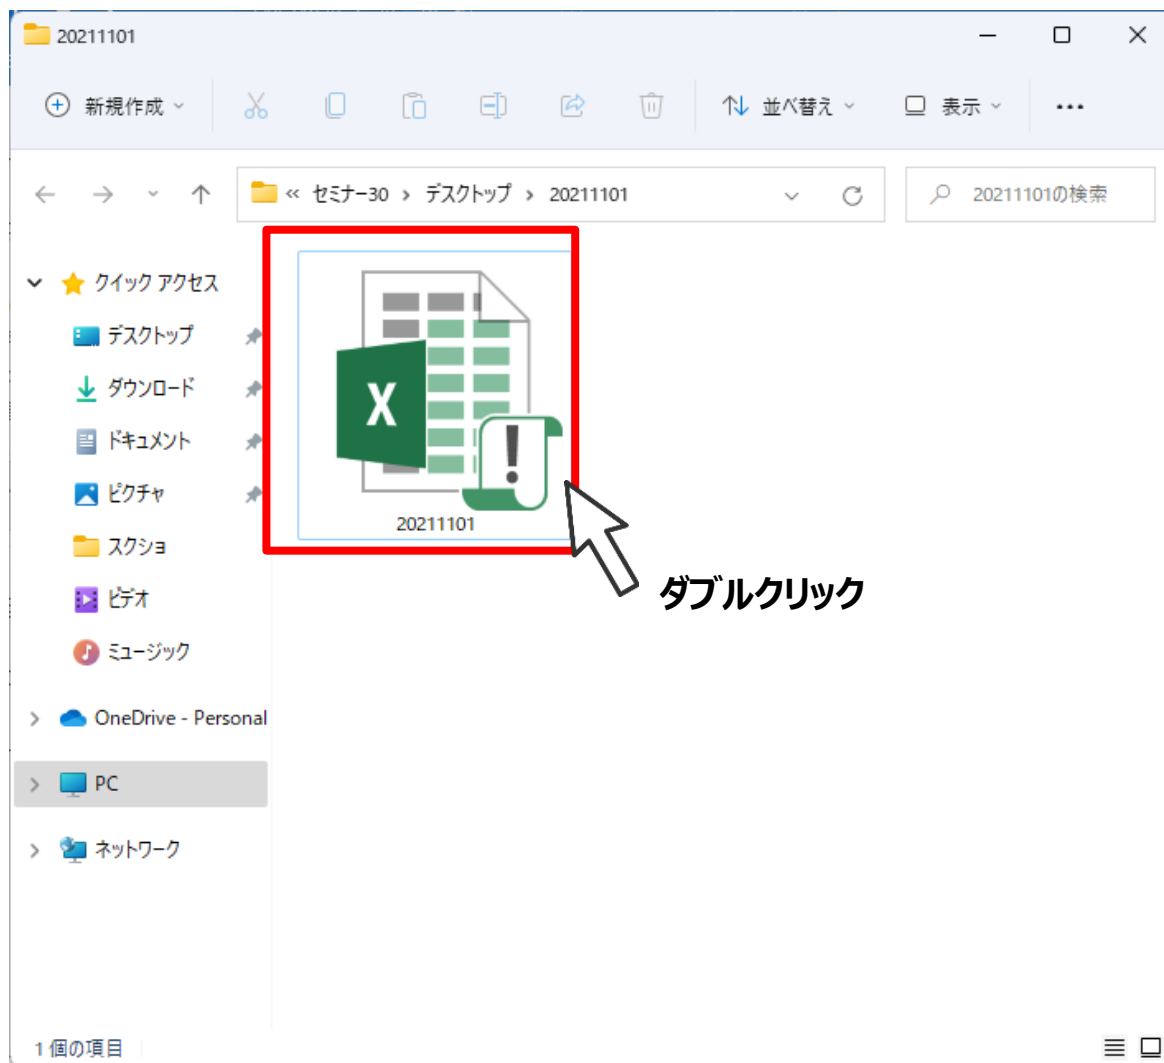 20211101
新規作成
並べ替え
表示
« セミナー30 › デスクトップ › 20211101
20211101の検索
クイック アクセス
デスクトップ
ダウンロード
ドキュメント
ピクチャ
スクショ
ビデオ
ミュージック
OneDrive - Personal
PC
ネットワーク
X
!
20211101
ダブルクリック
1 個の項目